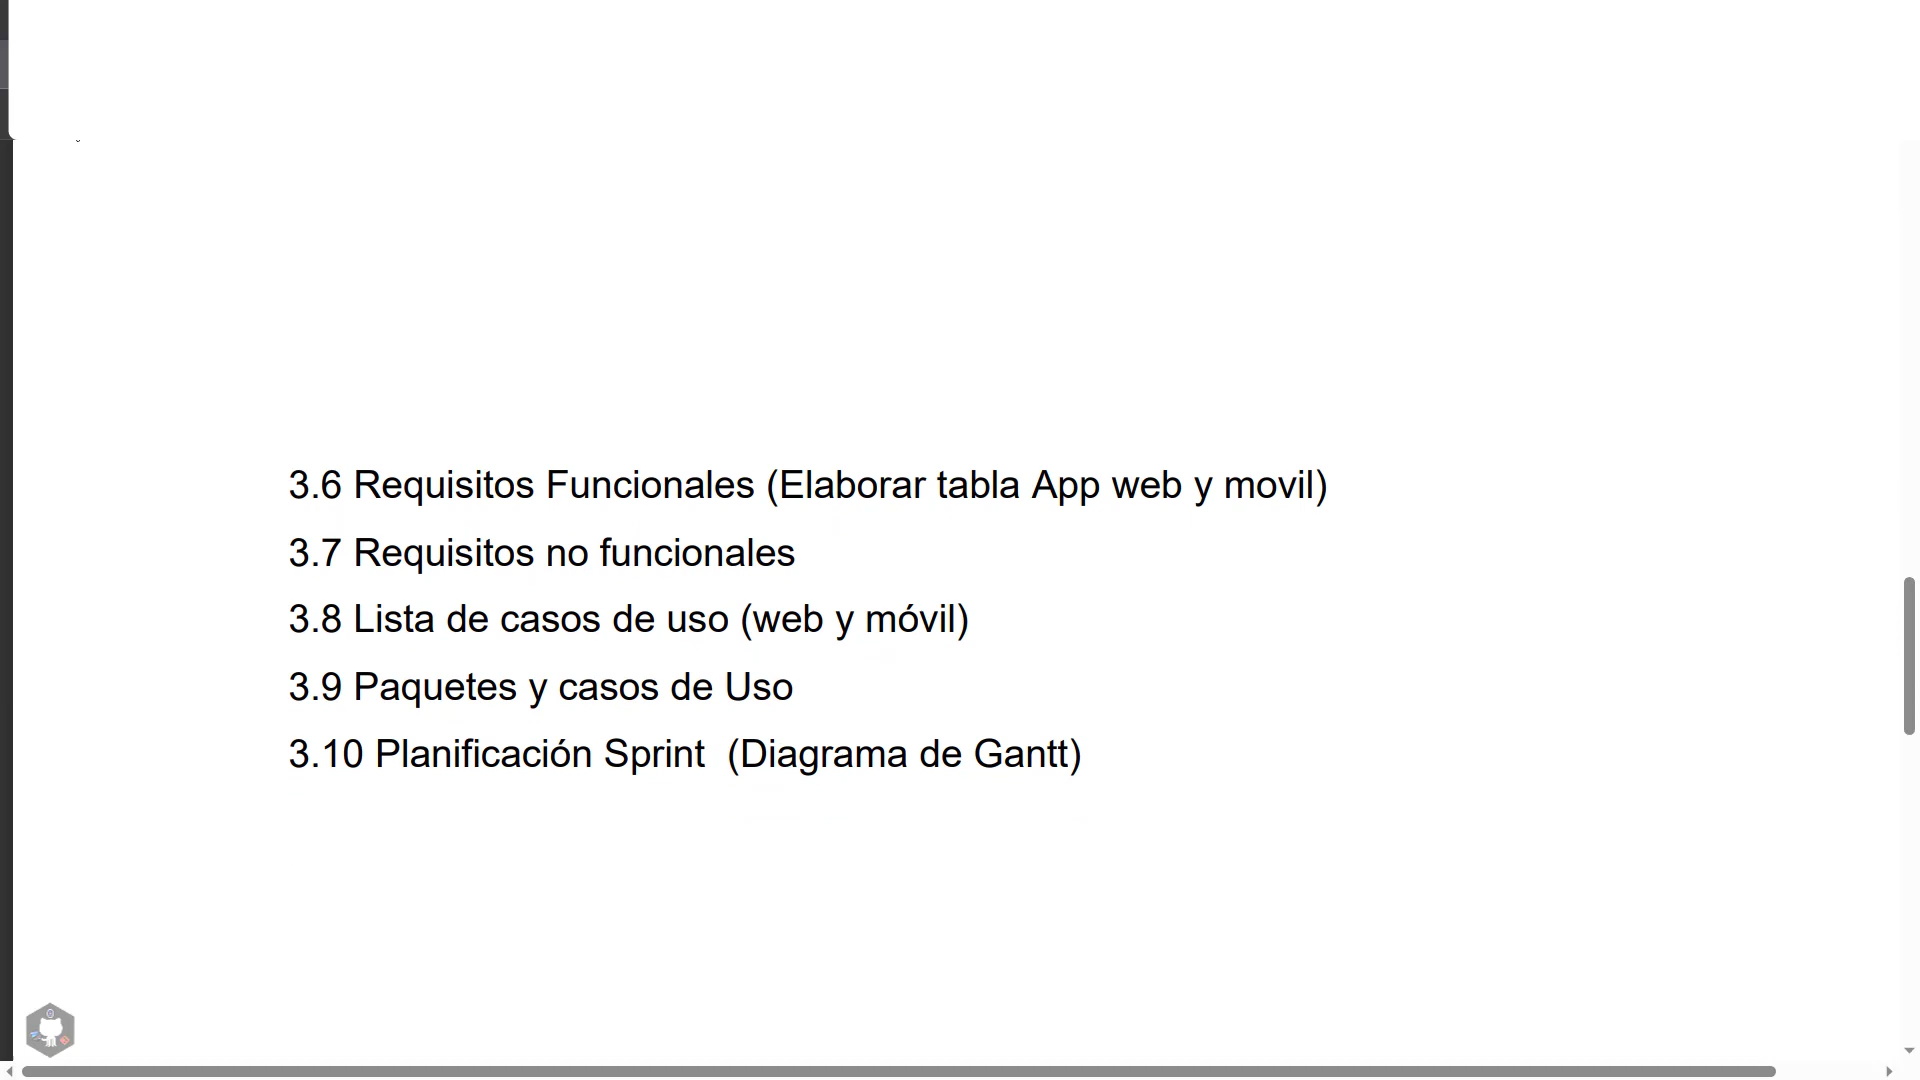 3.6 Requisitos Funcionales (Elaborar tabla App web y movil)
3.7 Requisitos no funcionales
3.8 Lista de casos de uso (web y móvil)
3.9 Paquetes y casos de Uso
3.10 Planificación Sprint  (Diagrama de Gantt)